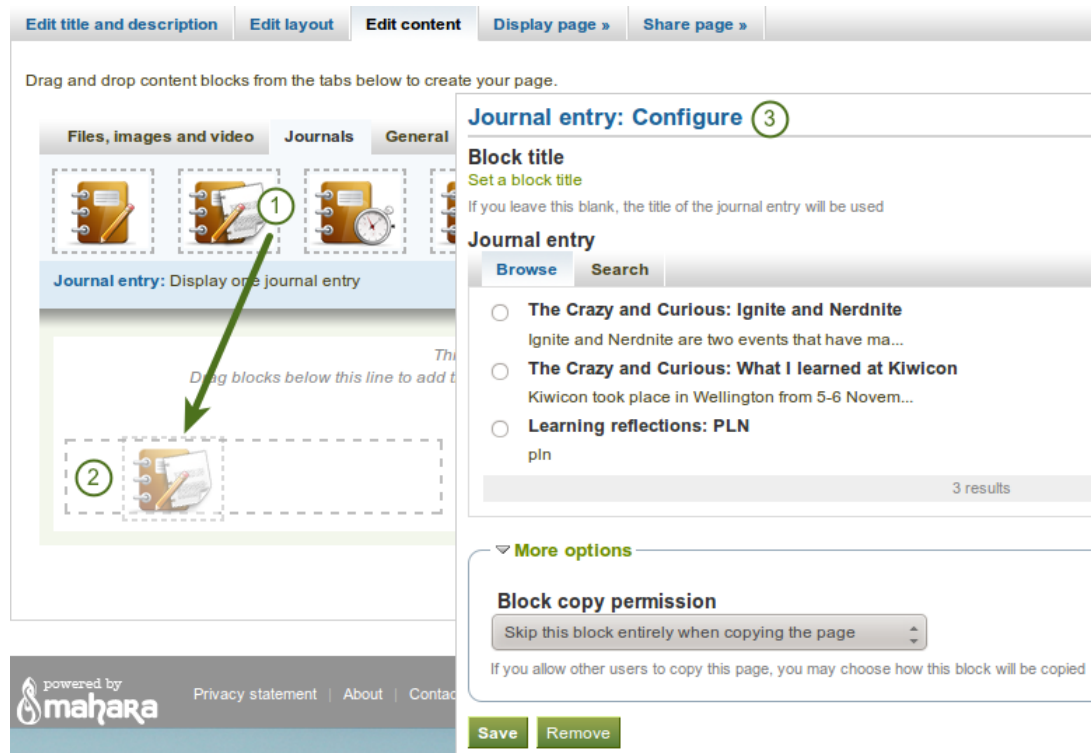 Edit title and description Edit layout Edit content Display page » Share page »
Drag and drop content blocks from the tabs below to create your page.
Files, images and video Journals General
1
Journal entry: Display one journal entry
Drag blocks below this line to add
2
Journal entry: Configure 3
Block title
Set a block title
If you leave this blank, the title of the journal entry will be used
Journal entry
Browse Search
The Crazy and Curious: Ignite and Nerdnite
Ignite and Nerdnite are two events that have ma...
The Crazy and Curious: What I learned at Kiwicon
Kiwicon took place in Wellington from 5-6 Novem...
Learning reflections: PLN
pln
3 results
More options
Block copy permission
Skip this block entirely when copying the page
If you allow other users to copy this page, you may choose how this block will be copied
Save Remove
powered by
mahara
Privacy statement | About | Contac